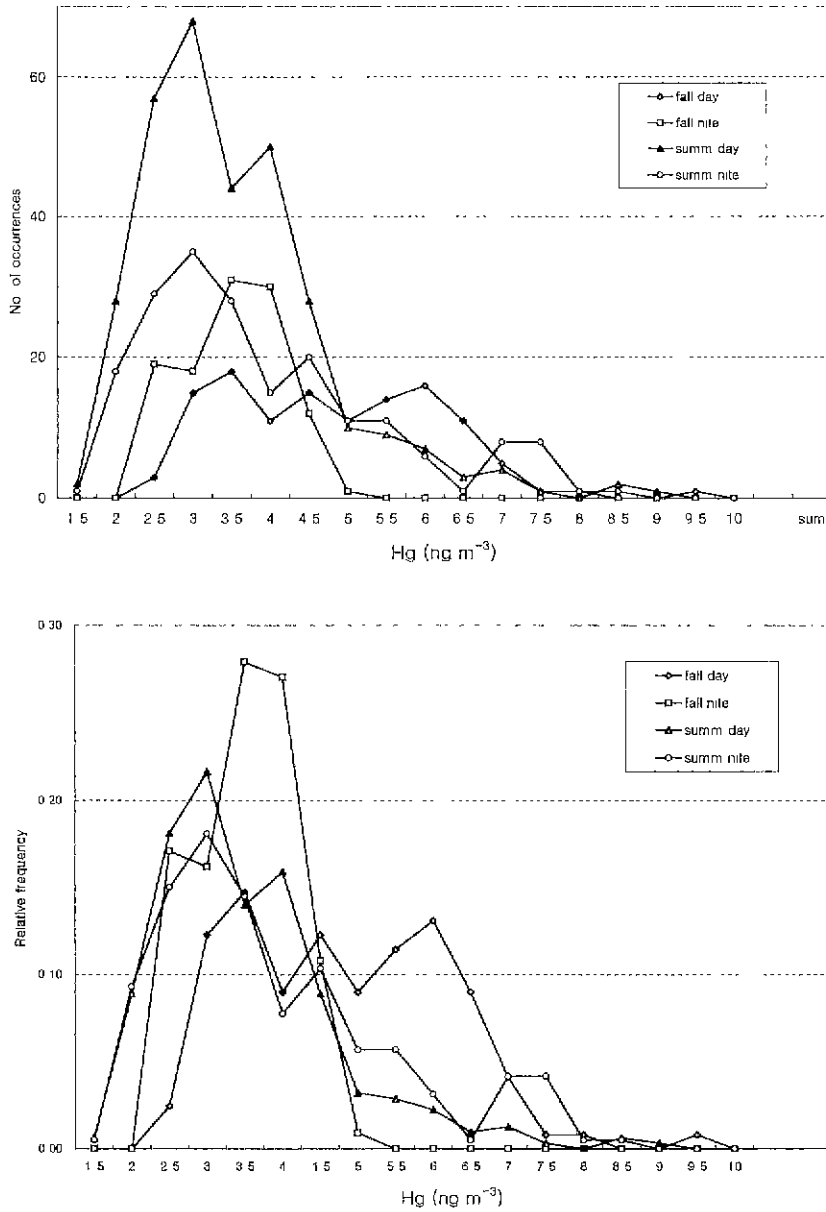 60
40
20
0
No. of occurrences
fall day
fall nite
summ day
summ nite
1 5 2 2 5 3 3 5 4 4 5 5 5 5 6 6 5 7 7 5 8 8 5 9 9 5 10 sum
Hg (ng m⁻³)
0.30
0.20
0.10
0.00
Relative frequency
fall day
fall nite
summ day
summ nite
1 5 2 2 5 3 3 5 4 1 5 5 5 5 6 6 5 7 7 5 8 8 5 9 9 5 10
Hg (ng m⁻³)